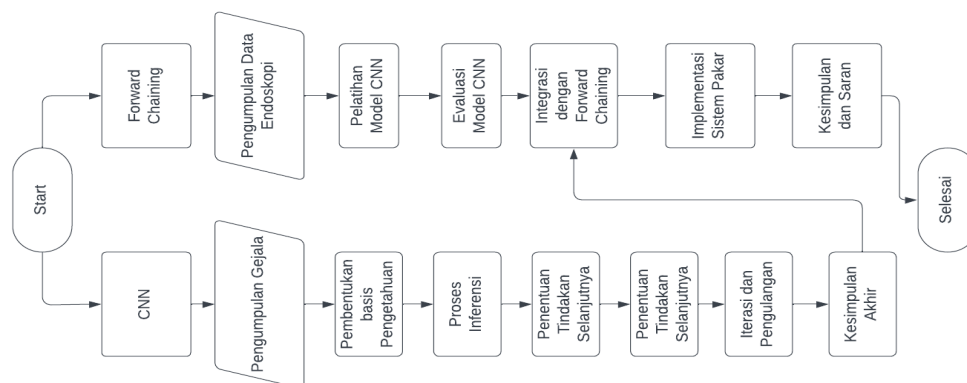 Start
Forward
Chaining
Pengumpulan Data
Endoskopi
Pelatihan
Model CNN
Evaluasi
Model CNN
Integrasi
dengan
Forward
Chaining
Implementasi
Sistem Pakar
Kesimpulan
dan Saran
Selesai
CNN
Pengumpulan Gejala
Pembentukan
basis
Pengetahuan
Proses
Inferensi
Penentuan
Tindakan
Selanjutnya
Penentuan
Tindakan
Selanjutnya
Iterasi dan
Pengulangan
Kesimpulan
Akhir